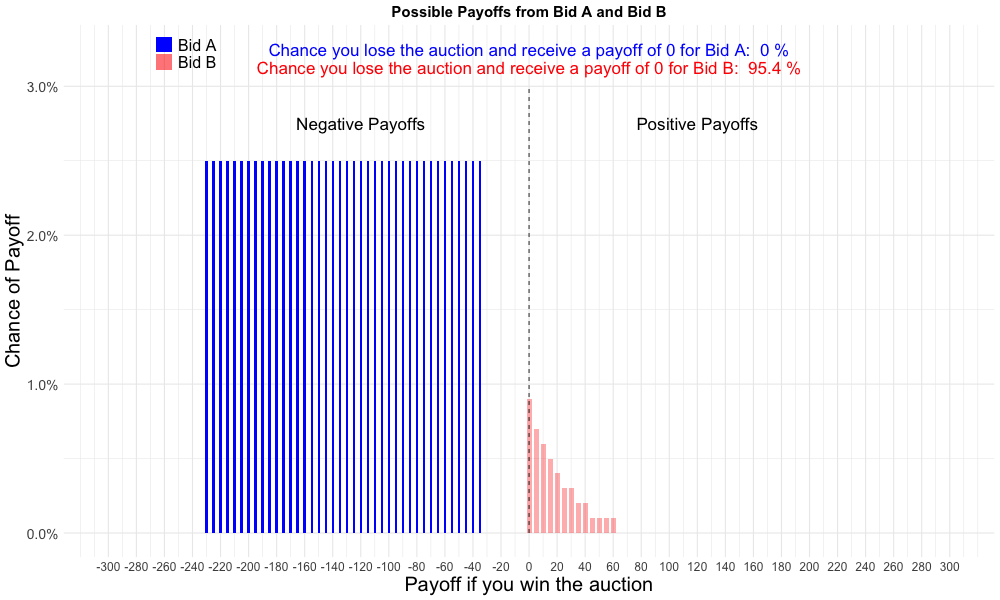 Possible Payoffs from Bid A and Bid B
Bid A
Bid B
Chance you lose the auction and receive a payoff of 0 for Bid A:  0 %
Chance you lose the auction and receive a payoff of 0 for Bid B:  95.4 %
Negative Payoffs
Positive Payoffs
Chance of Payoff
3.0%
2.0%
1.0%
0.0%
-300 -280 -260 -240 -220 -200 -180 -160 -140 -120 -100 -80 -60 -40 -20 0 20 40 60 80 100 120 140 160 180 200 220 240 260 280 300
Payoff if you win the auction